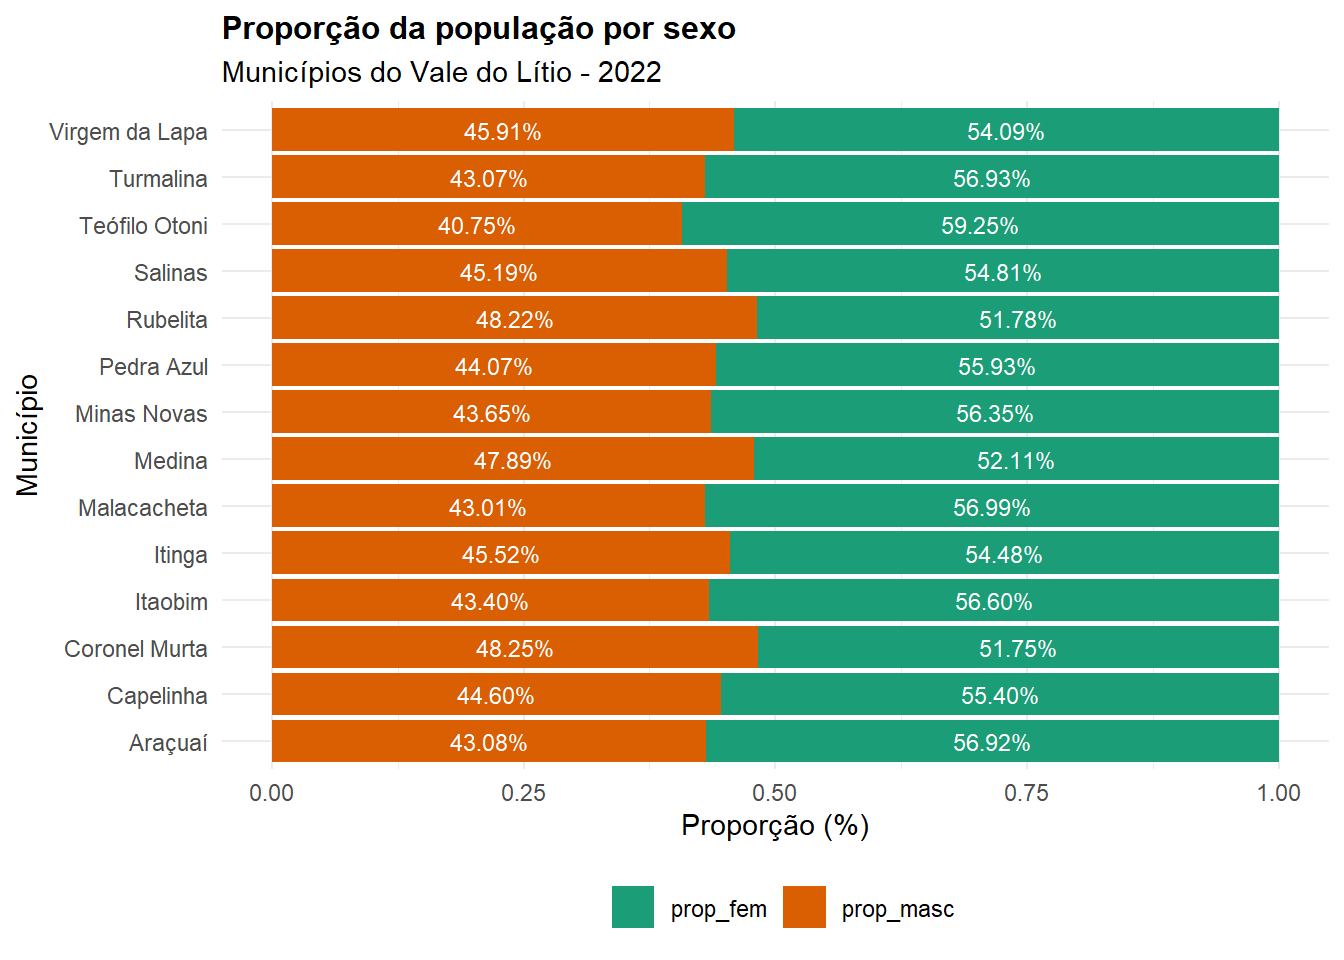 Proporção da população por sexo
Municípios do Vale do Lítio - 2022
Município
Virgem da Lapa 45.91% 54.09%
Turmalina 43.07% 56.93%
Teófilo Otoni 40.75% 59.25%
Salinas 45.19% 54.81%
Rubelita 48.22% 51.78%
Pedra Azul 44.07% 55.93%
Minas Novas 43.65% 56.35%
Medina 47.89% 52.11%
Malacacheta 43.01% 56.99%
Itinga 45.52% 54.48%
Itaobim 43.40% 56.60%
Coronel Murta 48.25% 51.75%
Capelinha 44.60% 55.40%
Araçuaí 43.08% 56.92%
0.00 0.25 0.50 0.75 1.00
Proporção (%)
prop_fem prop_masc